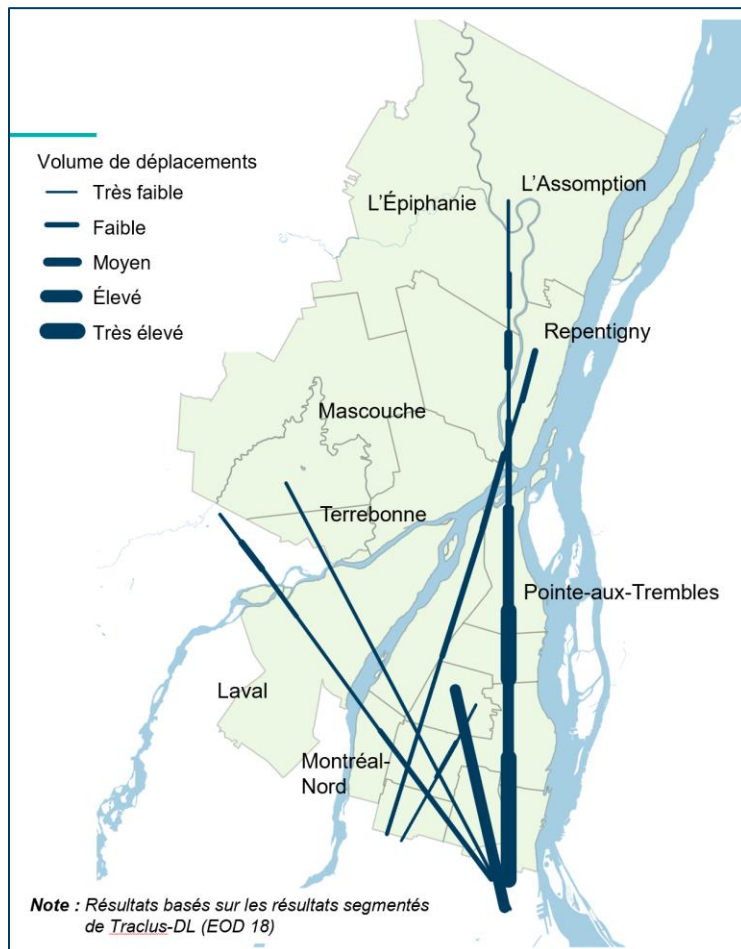 Volume de déplacements
Très faible
Faible
Moyen
Élevé
Très élevé
L'Épiphanie
L'Assomption
Repentigny
Mascouche
Terrebonne
Pointe-aux-Trembles
Laval
Montréal-
Nord
Note : Résultats basés sur les résultats segmentés
de Traclus-DL (EOD 18)